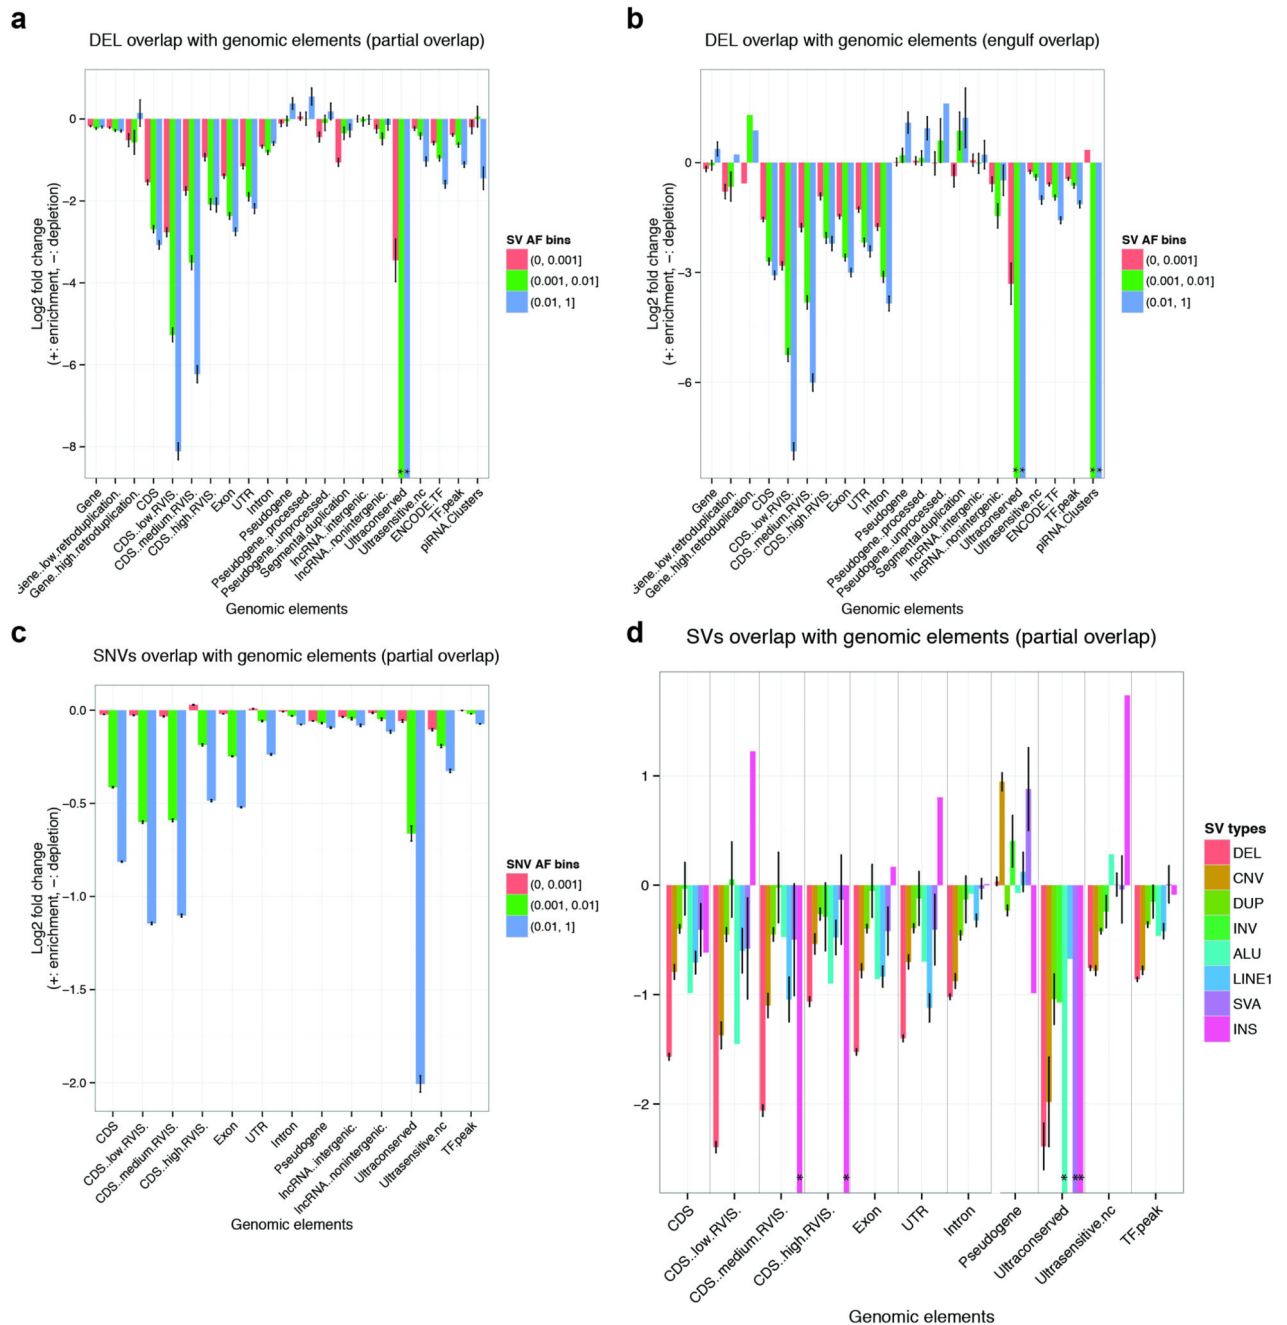 a
DEL overlap with genomic elements (partial overlap)
Log2 fold change
(+: enrichment, −: depletion)
0
−2
−4
−6
−8
**
Gene
Gene..low.retroduplication.
Gene..high.retroduplication.
CDS
CDS..low.RVIS.
CDS..medium.RVIS.
CDS..high.RVIS.
Exon
UTR
Intron
Pseudogene
Pseudogene..processed.
Pseudogene..unprocessed.
Segmental.duplication
lncRNA..intergenic.
lncRNA..nonintergenic.
Ultraconserved
Ultrasensitive.nc
ENCODE.TF
TF.peak
piRNA.Clusters
Genomic elements
SV AF bins
(0, 0.001]
(0.001, 0.01]
(0.01, 1]
b
DEL overlap with genomic elements (engulf overlap)
Log2 fold change
(+: enrichment, −: depletion)
0
−3
−6
**
**
Gene
Gene..low.retroduplication.
Gene..high.retroduplication.
CDS
CDS..low.RVIS.
CDS..medium.RVIS.
CDS..high.RVIS.
Exon
UTR
Intron
Pseudogene
Pseudogene..processed.
Pseudogene..unprocessed.
Segmental.duplication
lncRNA..intergenic.
lncRNA..nonintergenic.
Ultraconserved
Ultrasensitive.nc
ENCODE.TF
TF.peak
piRNA.Clusters
Genomic elements
SV AF bins
(0, 0.001]
(0.001, 0.01]
(0.01, 1]
c
SNVs overlap with genomic elements (partial overlap)
Log2 fold change
(+: enrichment, −: depletion)
0.0
−0.5
−1.0
−1.5
−2.0
CDS
CDS..low.RVIS.
CDS..medium.RVIS.
CDS..high.RVIS.
Exon
UTR
Intron
Pseudogene
lncRNA..intergenic.
lncRNA..nonintergenic.
Ultraconserved
Ultrasensitive.nc
TF.peak
Genomic elements
SNV AF bins
(0, 0.001]
(0.001, 0.01]
(0.01, 1]
d
SVs overlap with genomic elements (partial overlap)
1
0
−1
−2
*
*
*
**
CDS
CDS..low.RVIS.
CDS..medium.RVIS.
CDS..high.RVIS.
Exon
UTR
Intron
Pseudogene
Ultraconserved
Ultrasensitive.nc
TF.peak
Genomic elements
SV types
DEL
CNV
DUP
INV
ALU
LINE1
SVA
INS